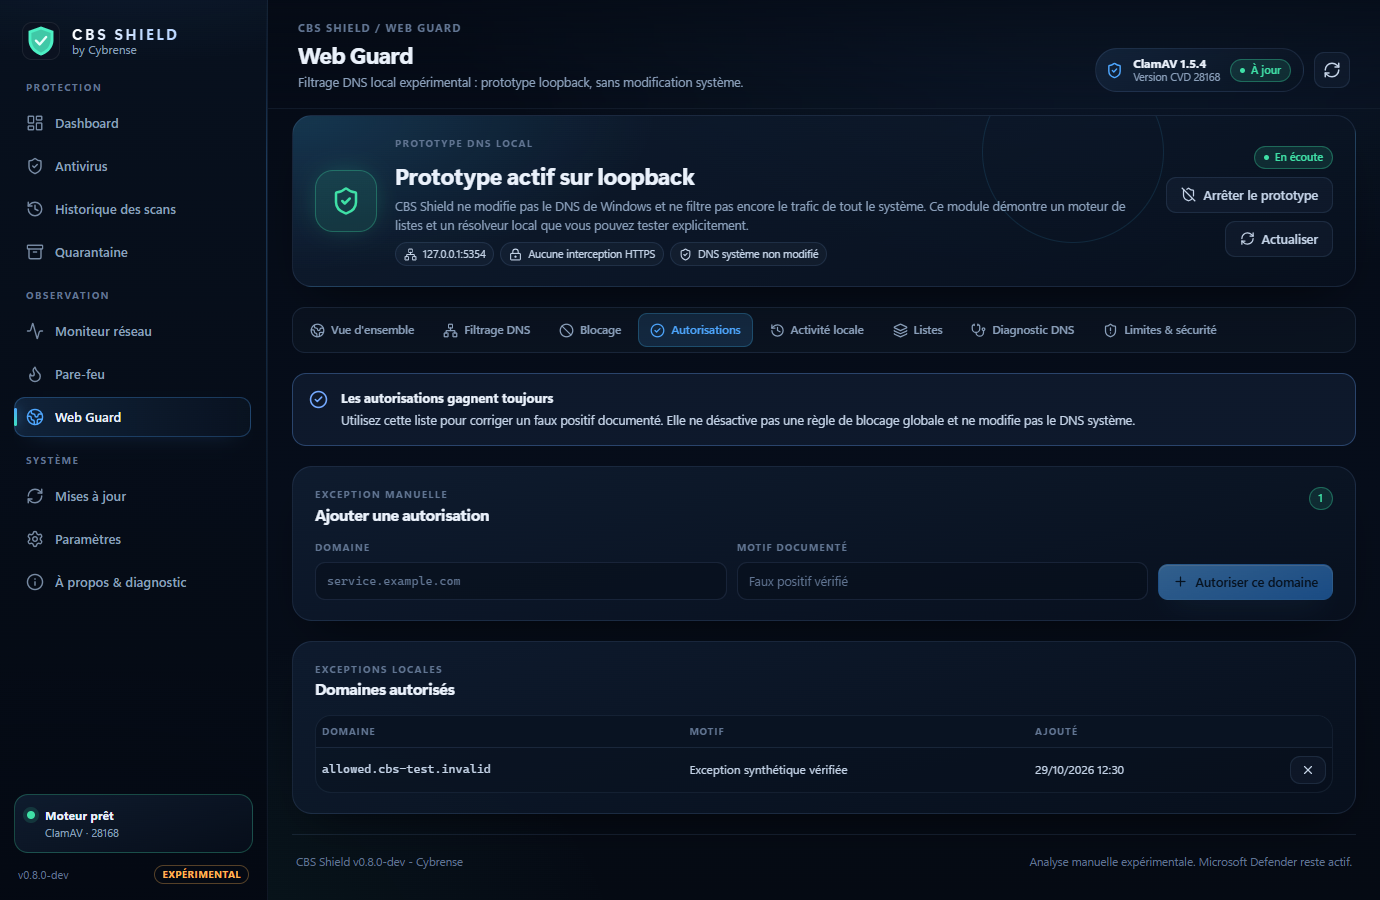 CBS SHIELD
by Cybrense
PROTECTION
Dashboard
Antivirus
Historique des scans
Quarantaine
OBSERVATION
Moniteur réseau
Pare-feu
Web Guard
SYSTÈME
Mises à jour
Paramètres
À propos & diagnostic
Moteur prêt
ClamAV · 28168
v0.8.0-dev
EXPÉRIMENTAL
CBS SHIELD / WEB GUARD
Web Guard
Filtrage DNS local expérimental : prototype loopback, sans modification système.
ClamAV 1.5.4
Version CVD 28168
À jour
PROTOTYPE DNS LOCAL
Prototype actif sur loopback
CBS Shield ne modifie pas le DNS de Windows et ne filtre pas encore le trafic de tout le système. Ce module démontre un moteur de
listes et un résolveur local que vous pouvez tester explicitement.
127.0.0.1:5354
Aucune interception HTTPS
DNS système non modifié
En écoute
Arrêter le prototype
Actualiser
Vue d'ensemble
Filtrage DNS
Blocage
Autorisations
Activité locale
Listes
Diagnostic DNS
Limites & sécurité
Les autorisations gagnent toujours
Utilisez cette liste pour corriger un faux positif documenté. Elle ne désactive pas une règle de blocage globale et ne modifie pas le DNS système.
EXCEPTION MANUELLE
Ajouter une autorisation
1
DOMAINE
service.example.com
MOTIF DOCUMENTÉ
Faux positif vérifié
Autoriser ce domaine
EXCEPTIONS LOCALES
Domaines autorisés
DOMAINE MOTIF AJOUTÉ
allowed.cbs-test.invalid Exception synthétique vérifiée 29/10/2026 12:30
CBS Shield v0.8.0-dev - Cybrense
Analyse manuelle expérimentale. Microsoft Defender reste actif.